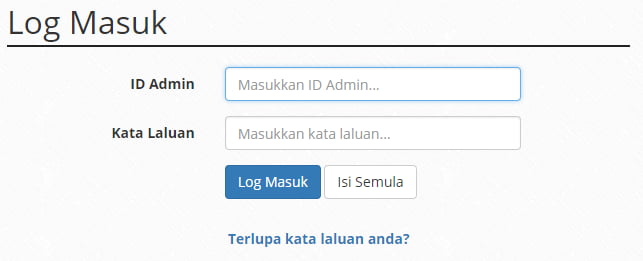 Log Masuk
ID Admin Masukkan ID Admin...
Kata Laluan Masukkan kata laluan...
Log Masuk Isi Semula
Terlupa kata laluan anda?